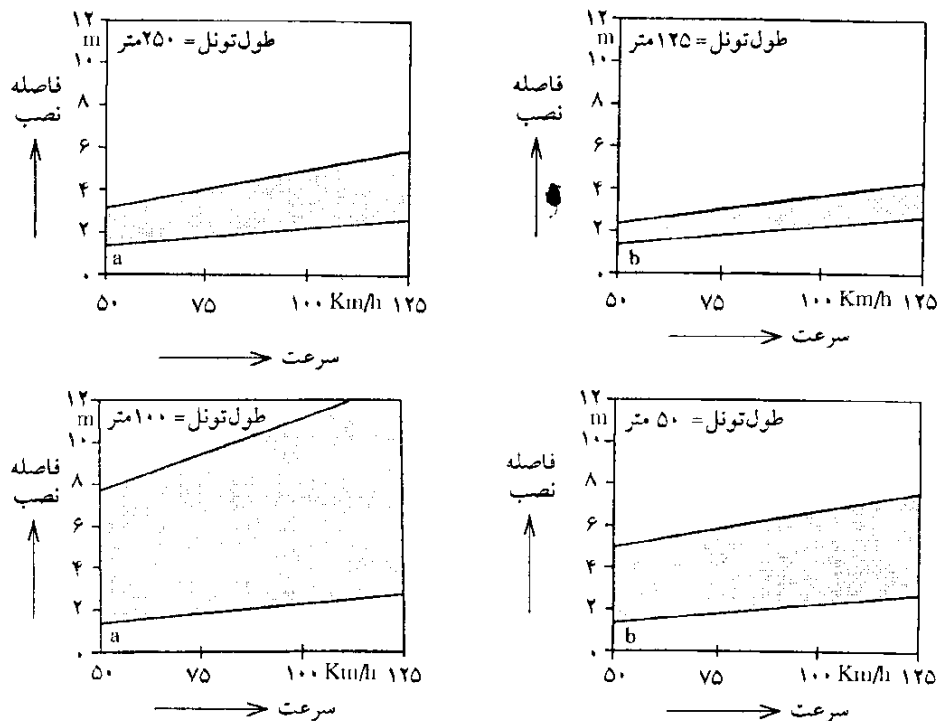 ۱۲
m
طول تونل = ۲۵۰ متر
۱۰
۸
۶
۴
۲
۰
فاصله
نصب
a
۵۰ ۷۵ ۱۰۰ Km/h ۱۲۵
سرعت
۱۲
m
طول تونل = ۱۲۵ متر
۱۰
۸
۶
۴
۲
۰
فاصله
نصب
b
۵۰ ۷۵ ۱۰۰ Km/h ۱۲۵
سرعت
۱۲
m
طول تونل = ۱۰۰ متر
۱۰
۸
۶
۴
۲
۰
فاصله
نصب
a
۵۰ ۷۵ ۱۰۰ Km/h ۱۲۵
سرعت
۱۲
m
طول تونل = ۵۰ متر
۱۰
۸
۶
۴
۲
۰
فاصله
نصب
b
۵۰ ۷۵ ۱۰۰ Km/h ۱۲۵
سرعت